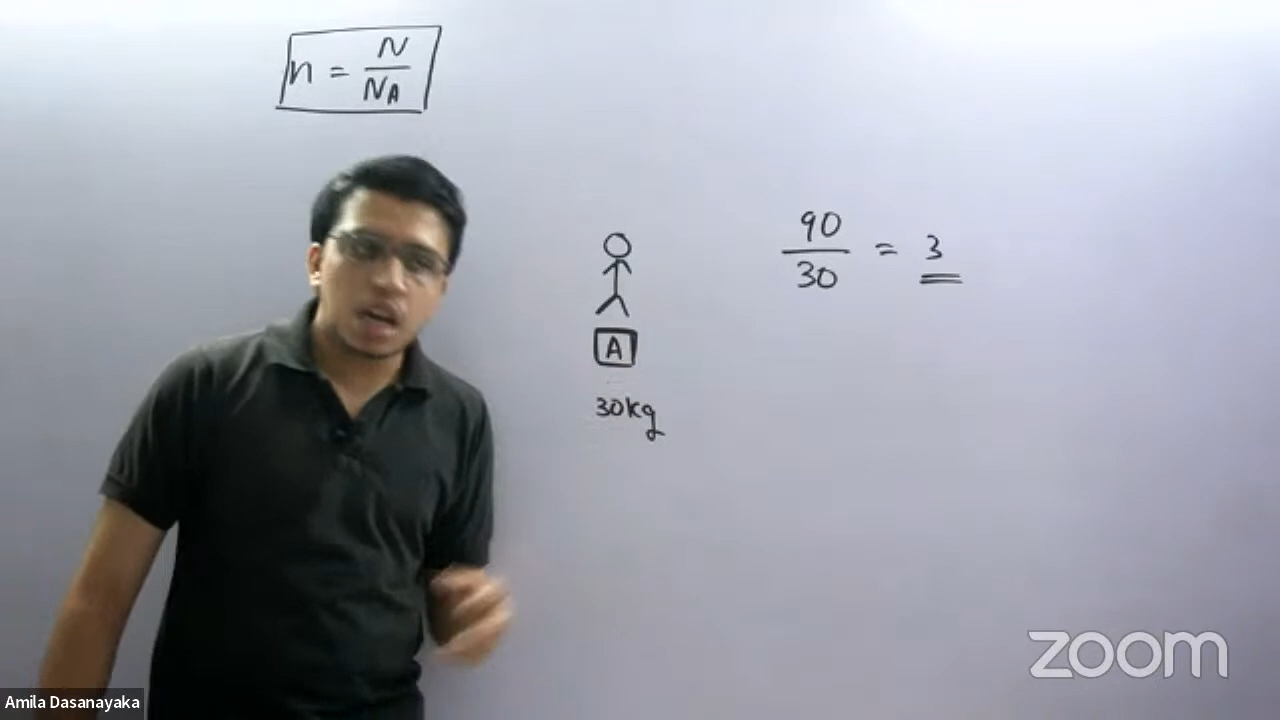 n = N / N_A
90 / 30 = 3
A
30kg
zoom
Amila Dasanayaka